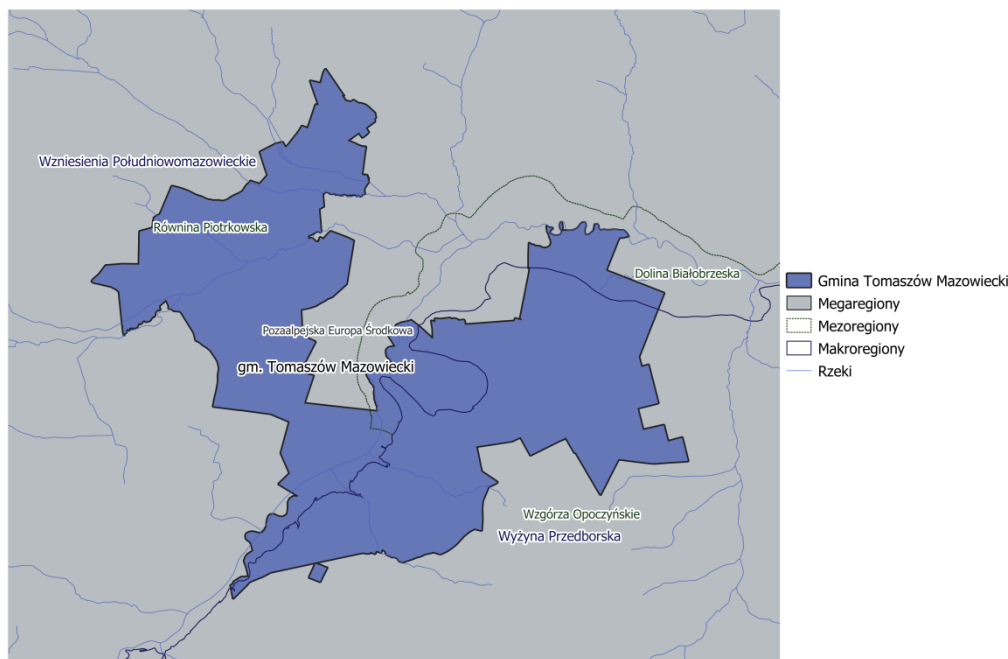 Wzniesienia Południowomazowieckie
Równina Piotrkowska
Dolina Białobrzeska
Pozaalpejska Europa Środkowa
gm. Tomaszów Mazowiecki
Wzgórza Opoczyńskie
Wyżyna Przedborska
Gmina Tomaszów Mazowiecki
Megaregiony
Mezoregiony
Makroregiony
Rzeki